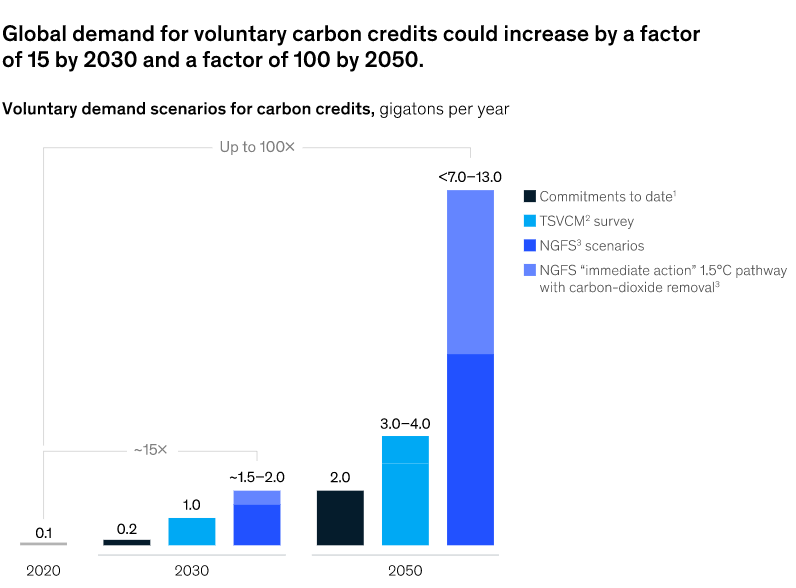 Global demand for voluntary carbon credits could increase by a factor
of 15 by 2030 and a factor of 100 by 2050.
Voluntary demand scenarios for carbon credits, gigatons per year
Up to 100×
<7.0–13.0
Commitments to date¹
TSVCM² survey
NGFS³ scenarios
NGFS “immediate action” 1.5°C pathway
with carbon-dioxide removal³
3.0–4.0
~15×
~1.5–2.0
2.0
1.0
0.1
0.2
2020
2030
2050